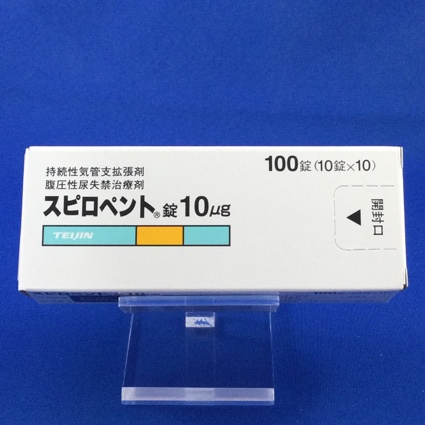 持続性気管支拡張剤
腹圧性尿失禁治療剤
スピロペント®錠10μg
TEIJIN
100錠(10錠×10)
開封口